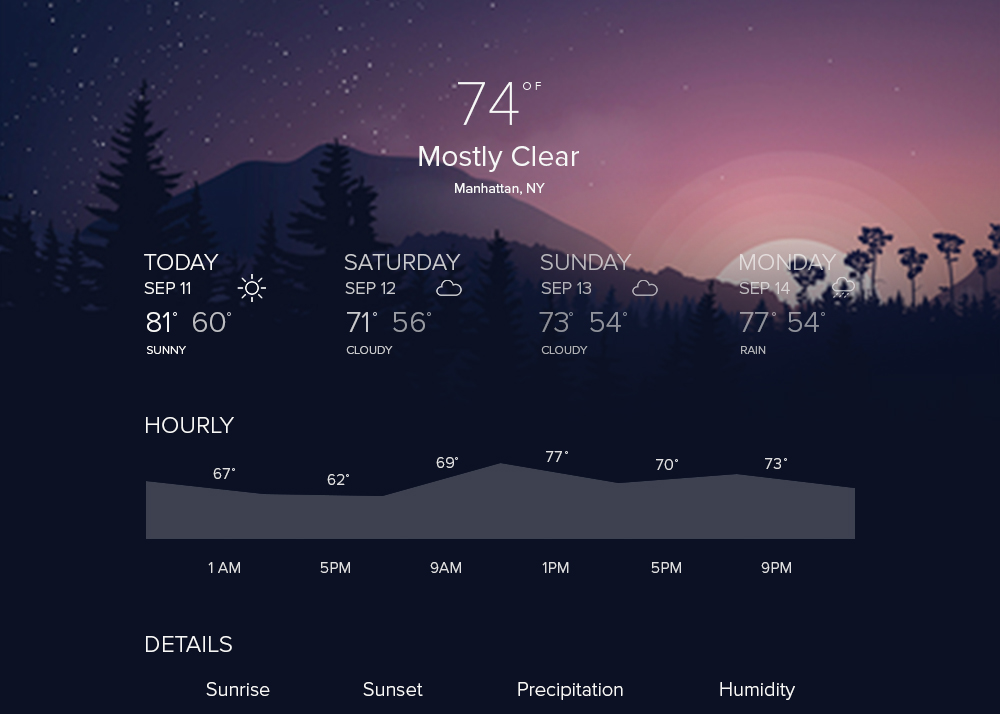 74 °F
Mostly Clear
Manhattan, NY
TODAY
SEP 11
81° 60°
SUNNY
SATURDAY
SEP 12
71° 56°
CLOUDY
SUNDAY
SEP 13
73° 54°
CLOUDY
MONDAY
SEP 14
77° 54°
RAIN
HOURLY
67° 62° 69° 77° 70° 73°
1 AM 5PM 9AM 1PM 5PM 9PM
DETAILS
Sunrise Sunset Precipitation Humidity